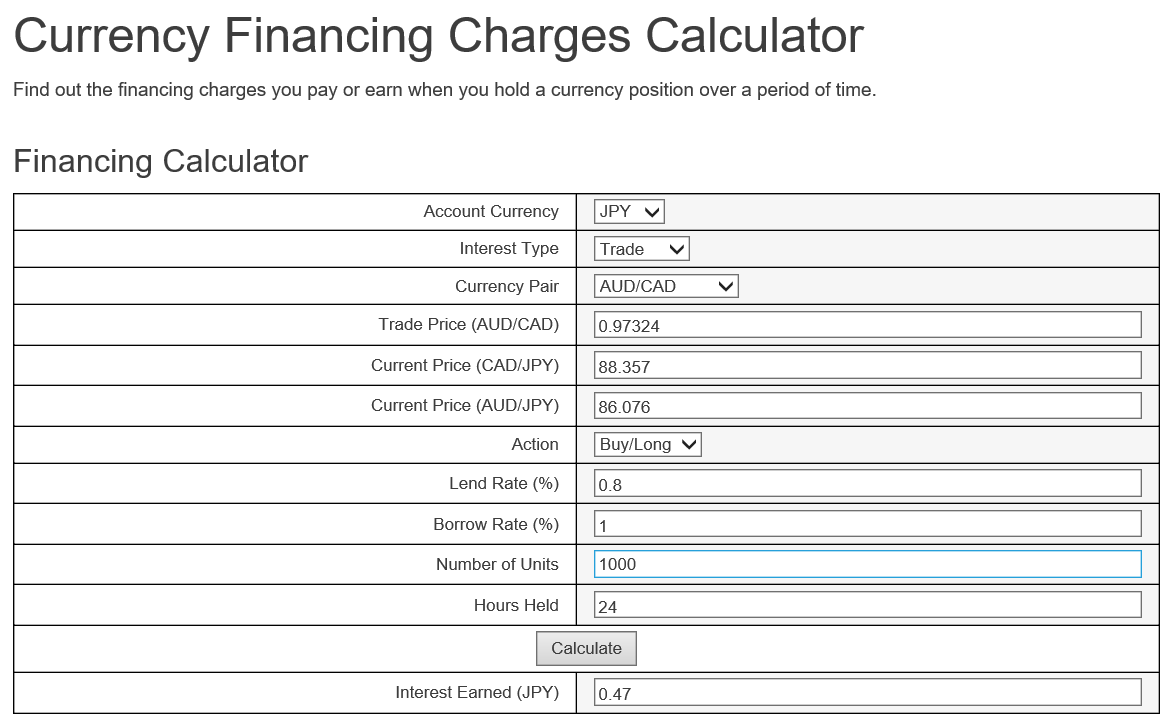 Currency Financing Charges Calculator
Find out the financing charges you pay or earn when you hold a currency position over a period of time.
Financing Calculator
Account Currency JPY
Interest Type Trade
Currency Pair AUD/CAD
Trade Price (AUD/CAD) 0.97324
Current Price (CAD/JPY) 88.357
Current Price (AUD/JPY) 86.076
Action Buy/Long
Lend Rate (%) 0.8
Borrow Rate (%) 1
Number of Units 1000
Hours Held 24
Calculate
Interest Earned (JPY) 0.47